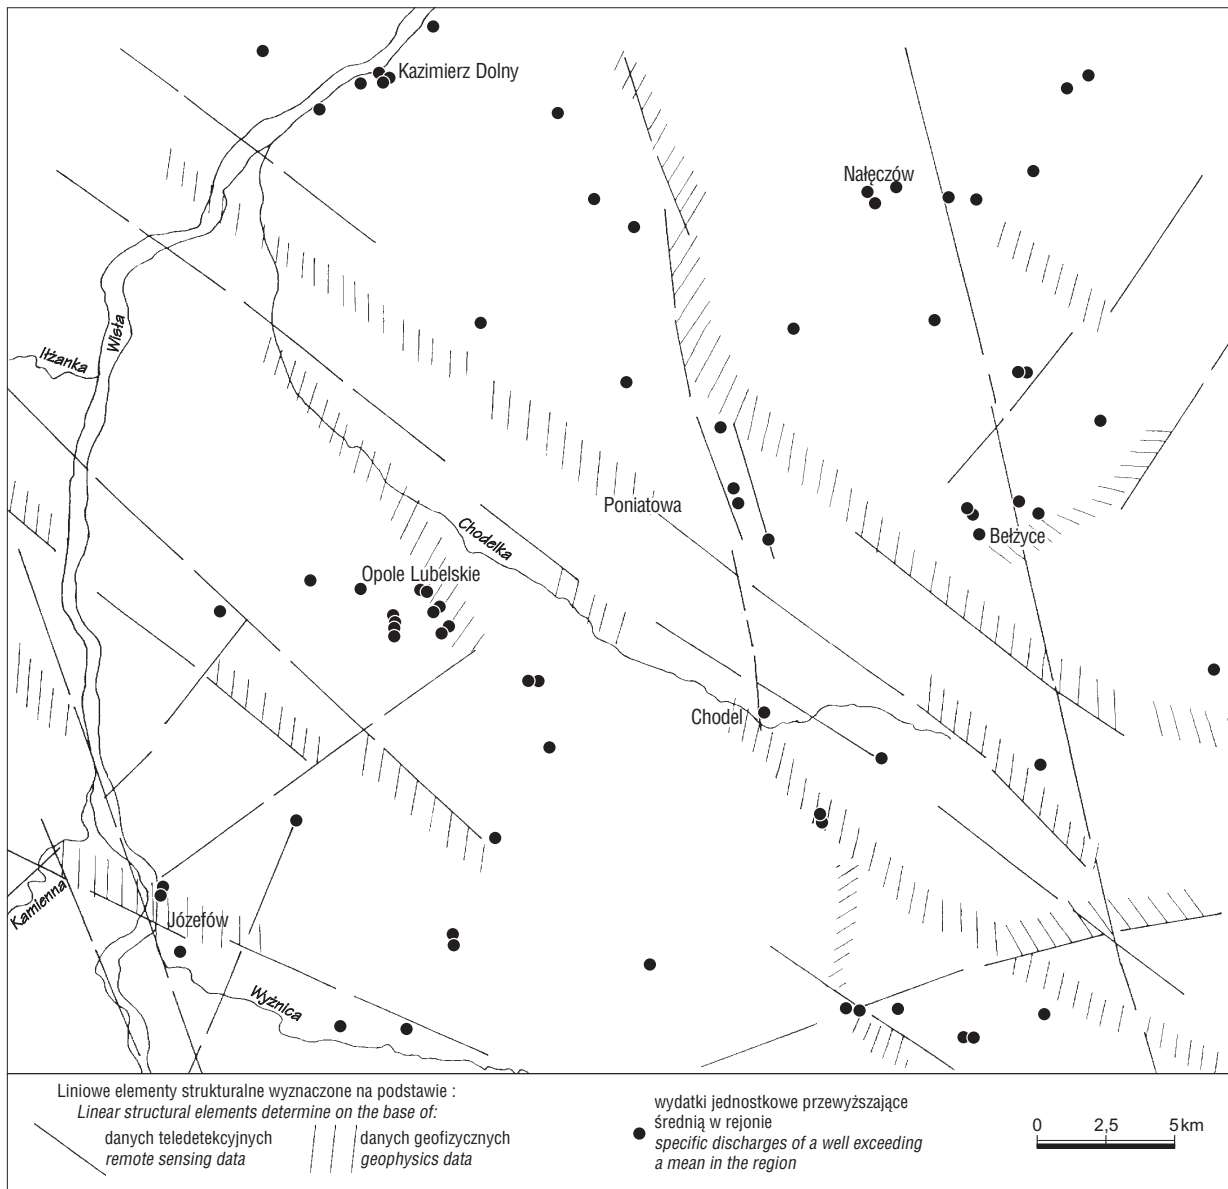 Kazimierz Dolny
Nałęczów
Wisła
Iłżanka
Poniatowa
Chodelka
Bełżyce
Opole Lubelskie
Chodel
Kamienna
Józefów
Wyżnica
Liniowe elementy strukturalne wyznaczone na podstawie :
Linear structural elements determine on the base of:
danych teledetekcyjnych
remote sensing data
danych geofizycznych
geophysics data
wydatki jednostkowe przewyższające
średnią w rejonie
specific discharges of a well exceeding
a mean in the region
0 2,5 5 km